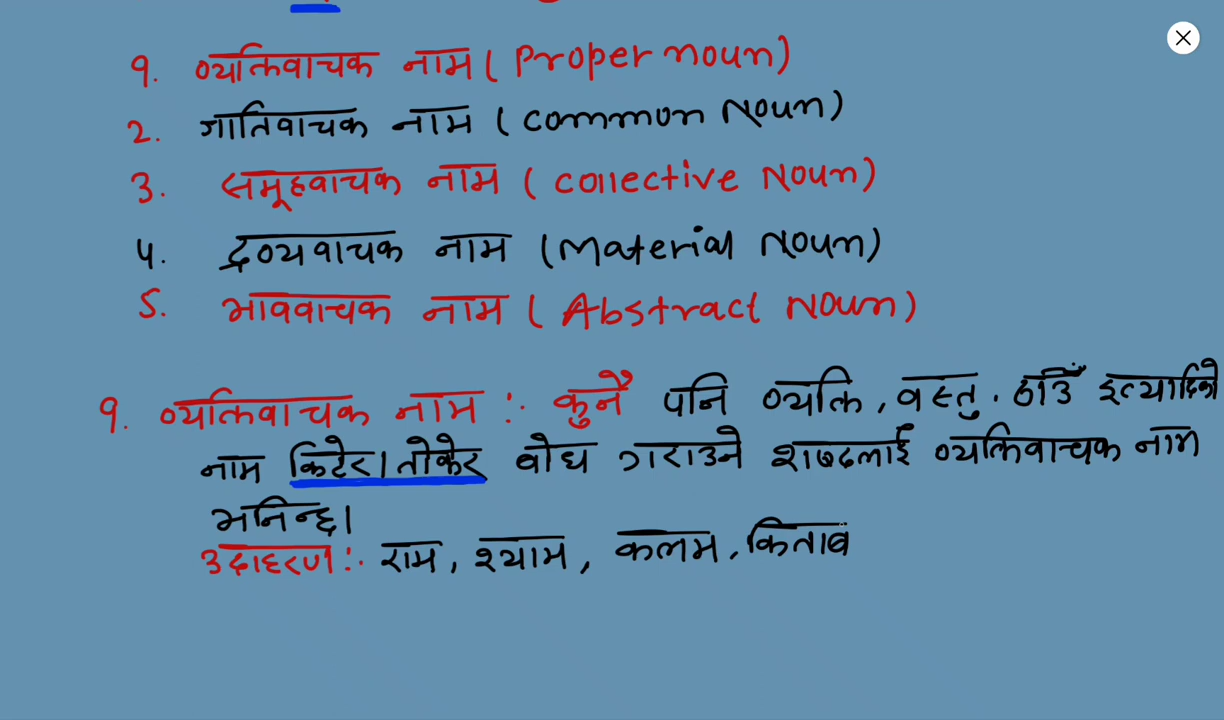 १. व्यक्तिवाचक नाम (Proper noun)
2. जातिवाचक नाम (common Noun)
3. समूहवाचक नाम (collective Noun)
4. द्रव्यवाचक नाम (Material Noun)
5. भाववाचक नाम (Abstract Noun)
१. व्यक्तिवाचक नाम :- कुनै पनि व्यक्ति, वस्तु, ठाउँ इत्यादिको
नाम किटेर। तोकेर बोध गराउने शब्दलाई व्यक्तिवाचक नाम
भनिन्छ।
उदाहरण :- राम, श्याम, कलम, किताब